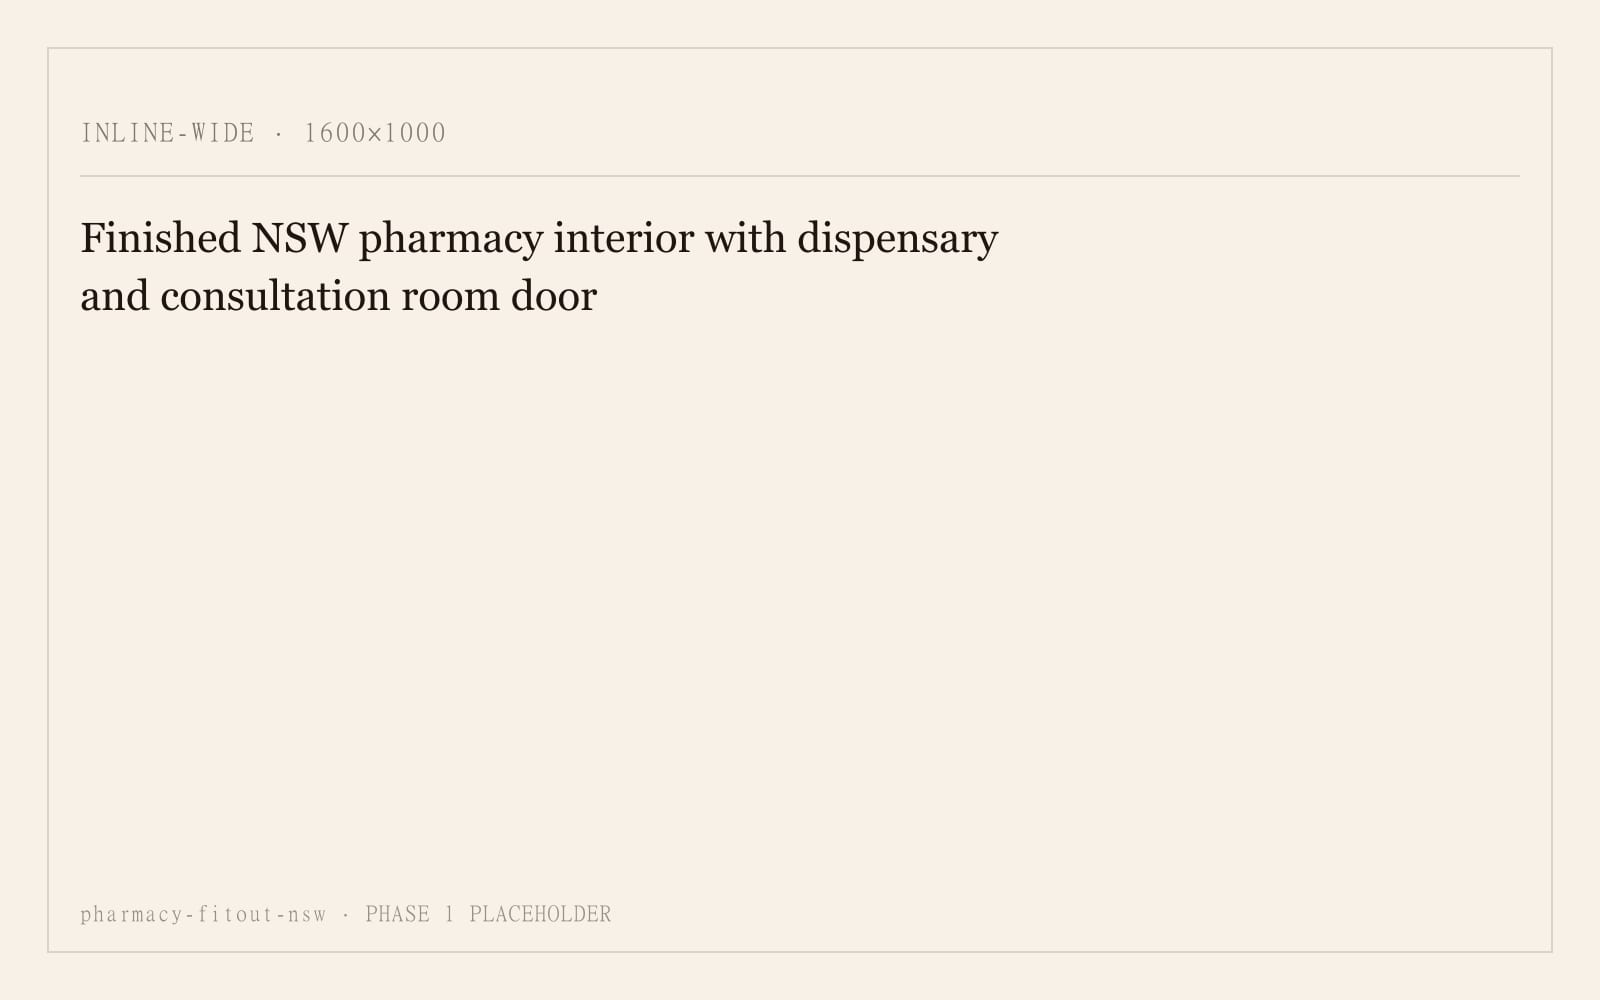 INLINE-WIDE · 1600×1000
Finished NSW pharmacy interior with dispensary
and consultation room door
pharmacy-fitout-nsw · PHASE 1 PLACEHOLDER